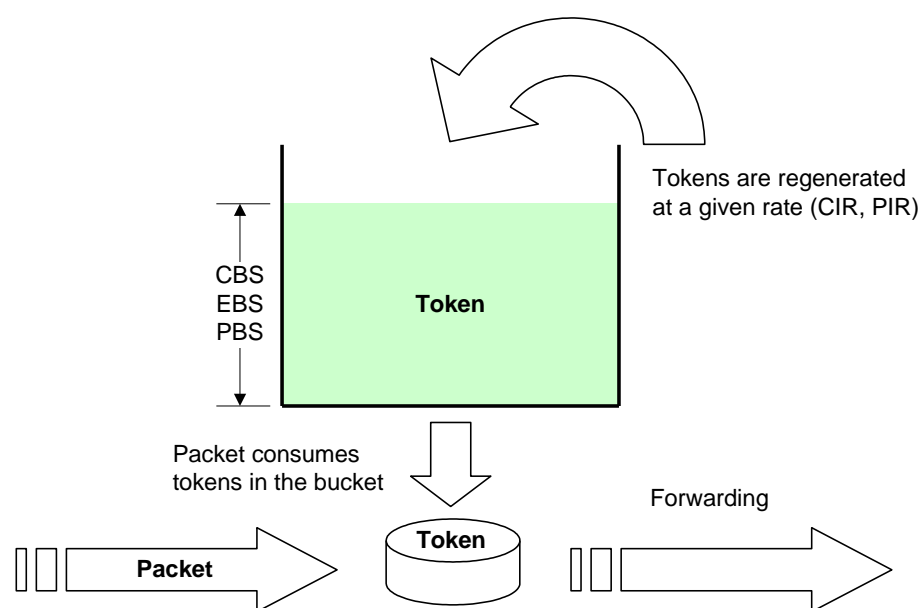 Tokens are regenerated
at a given rate (CIR, PIR)
CBS
EBS
PBS
Token
Packet consumes
tokens in the bucket
Forwarding
Token
Packet